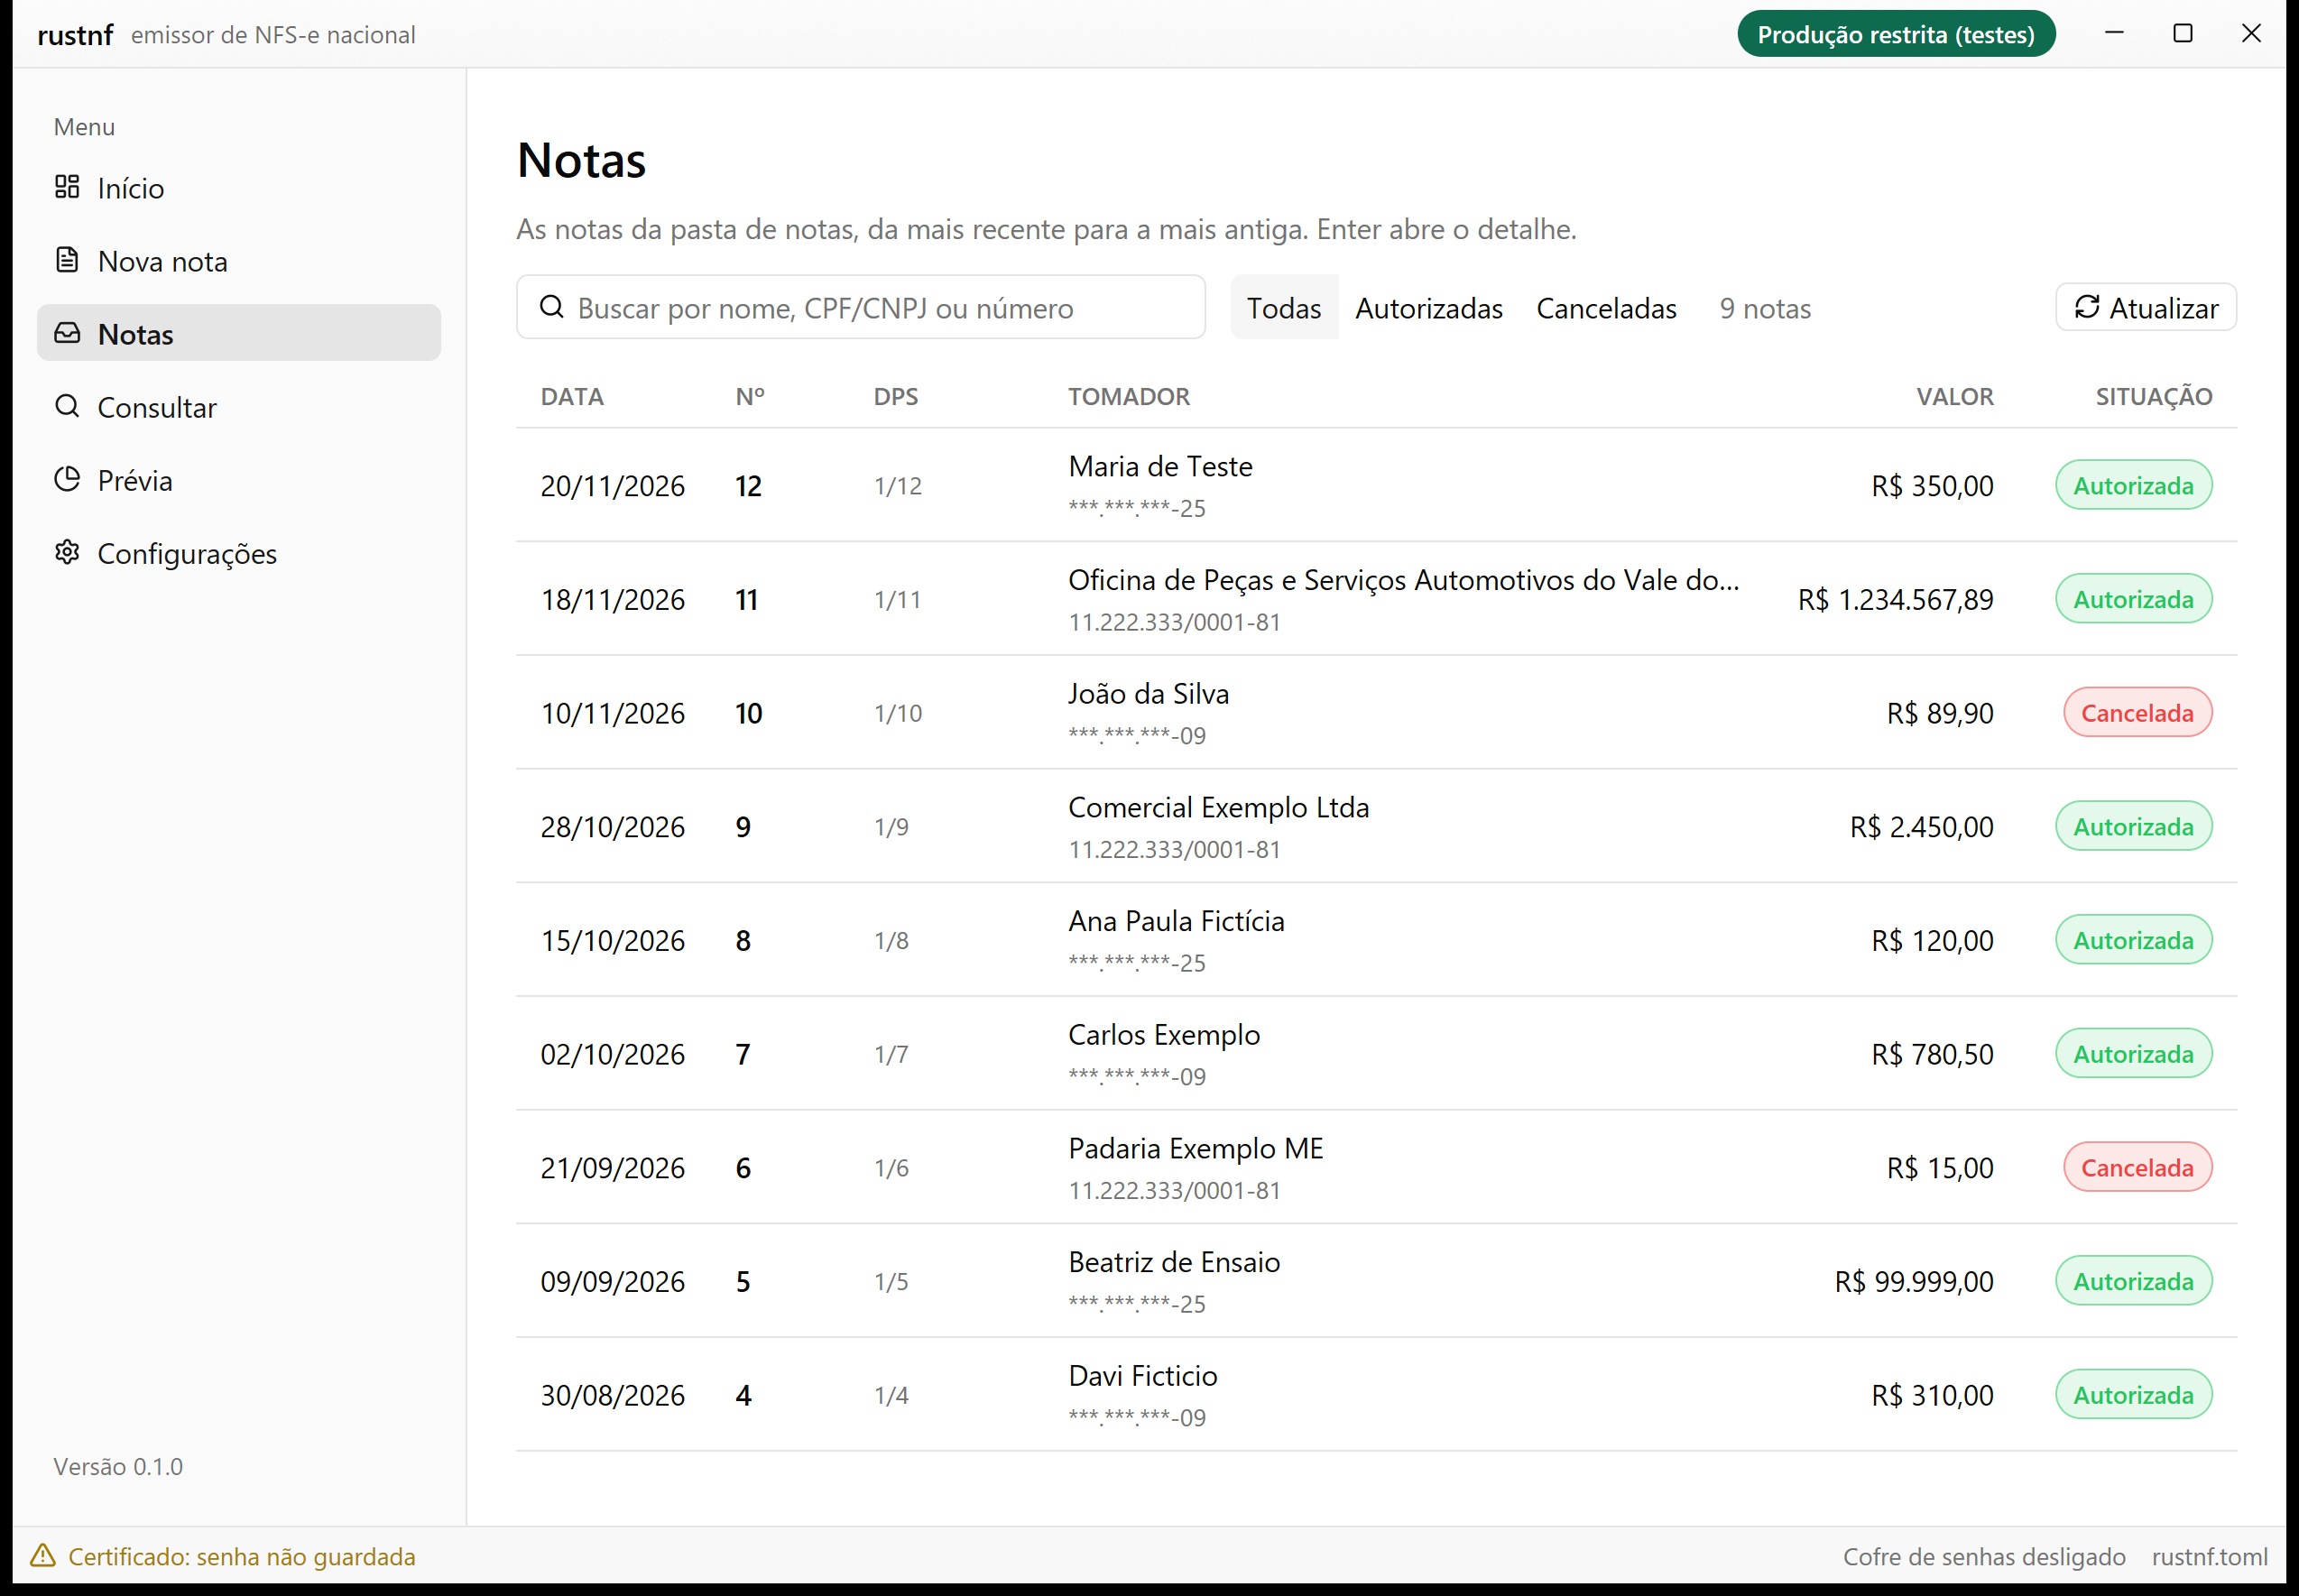 rustnf emissor de NFS-e nacional Produção restrita (testes)
Menu
Início
Nova nota
Notas
Consultar
Prévia
Configurações
Versão 0.1.0
Notas
As notas da pasta de notas, da mais recente para a mais antiga. Enter abre o detalhe.
Buscar por nome, CPF/CNPJ ou número Todas Autorizadas Canceladas 9 notas Atualizar
DATA Nº DPS TOMADOR VALOR SITUAÇÃO
20/11/2026 12 1/12 Maria de Teste R$ 350,00 Autorizada
***.***.***-25
18/11/2026 11 1/11 Oficina de Peças e Serviços Automotivos do Vale do... R$ 1.234.567,89 Autorizada
11.222.333/0001-81
10/11/2026 10 1/10 João da Silva R$ 89,90 Cancelada
***.***.***-09
28/10/2026 9 1/9 Comercial Exemplo Ltda R$ 2.450,00 Autorizada
11.222.333/0001-81
15/10/2026 8 1/8 Ana Paula Fictícia R$ 120,00 Autorizada
***.***.***-25
02/10/2026 7 1/7 Carlos Exemplo R$ 780,50 Autorizada
***.***.***-09
21/09/2026 6 1/6 Padaria Exemplo ME R$ 15,00 Cancelada
11.222.333/0001-81
09/09/2026 5 1/5 Beatriz de Ensaio R$ 99.999,00 Autorizada
***.***.***-25
30/08/2026 4 1/4 Davi Ficticio R$ 310,00 Autorizada
***.***.***-09
Certificado: senha não guardada Cofre de senhas desligado rustnf.toml